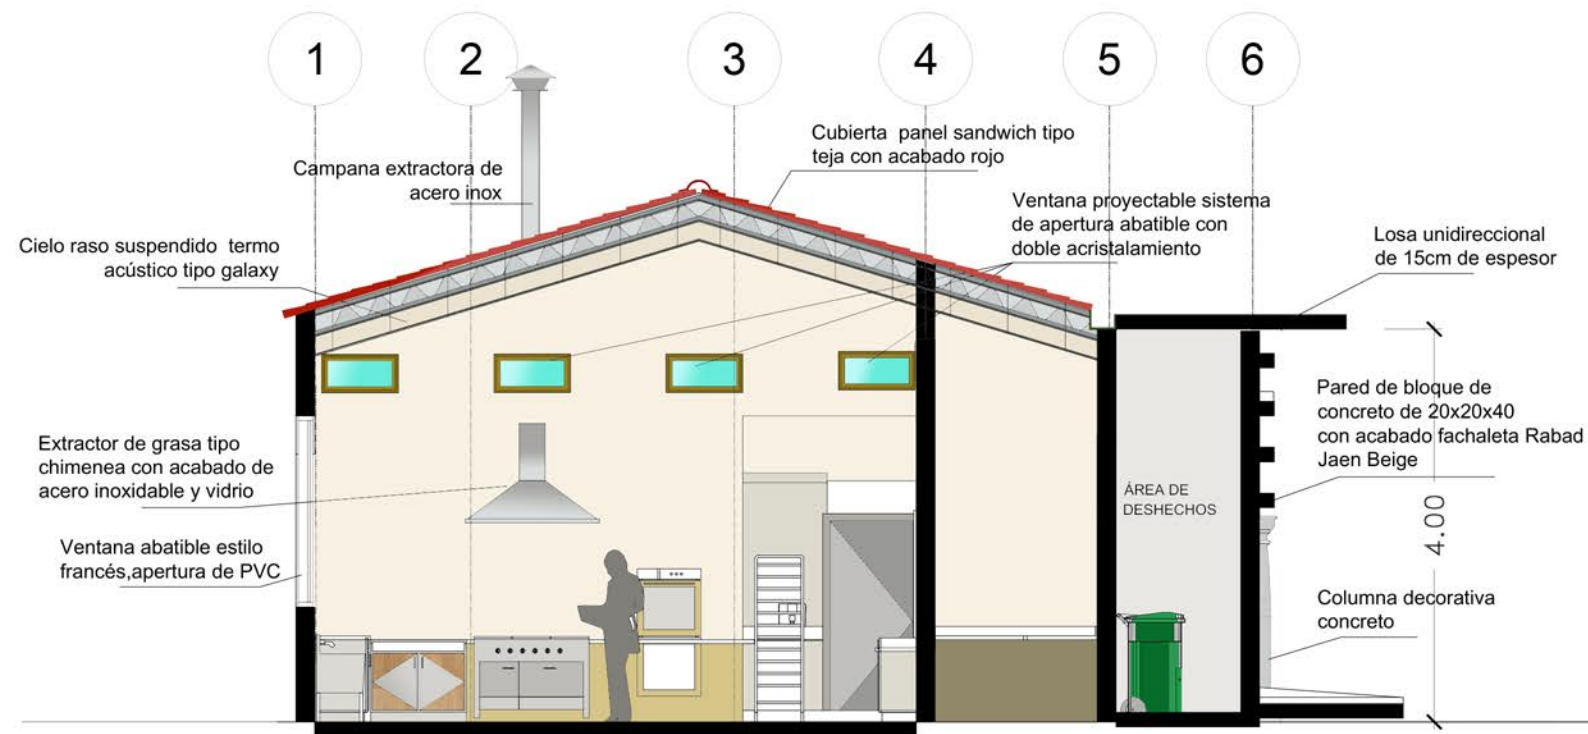 1
2
3
4
5
6
Campana extractora de
acero inox
Cubierta panel sandwich tipo
teja con acabado rojo
Ventana proyectable sistema
de apertura abatible con
doble acristalamiento
Losa unidireccional
de 15cm de espesor
Cielo raso suspendido termo
acústico tipo galaxy
Extractor de grasa tipo
chimenea con acabado de
acero inoxidable y vidrio
Ventana abatible estilo
francés,apertura de PVC
Pared de bloque de
concreto de 20x20x40
con acabado fachaleta Rabad
Jaen Beige
ÁREA DE
DESHECHOS
4.00
Columna decorativa
concreto